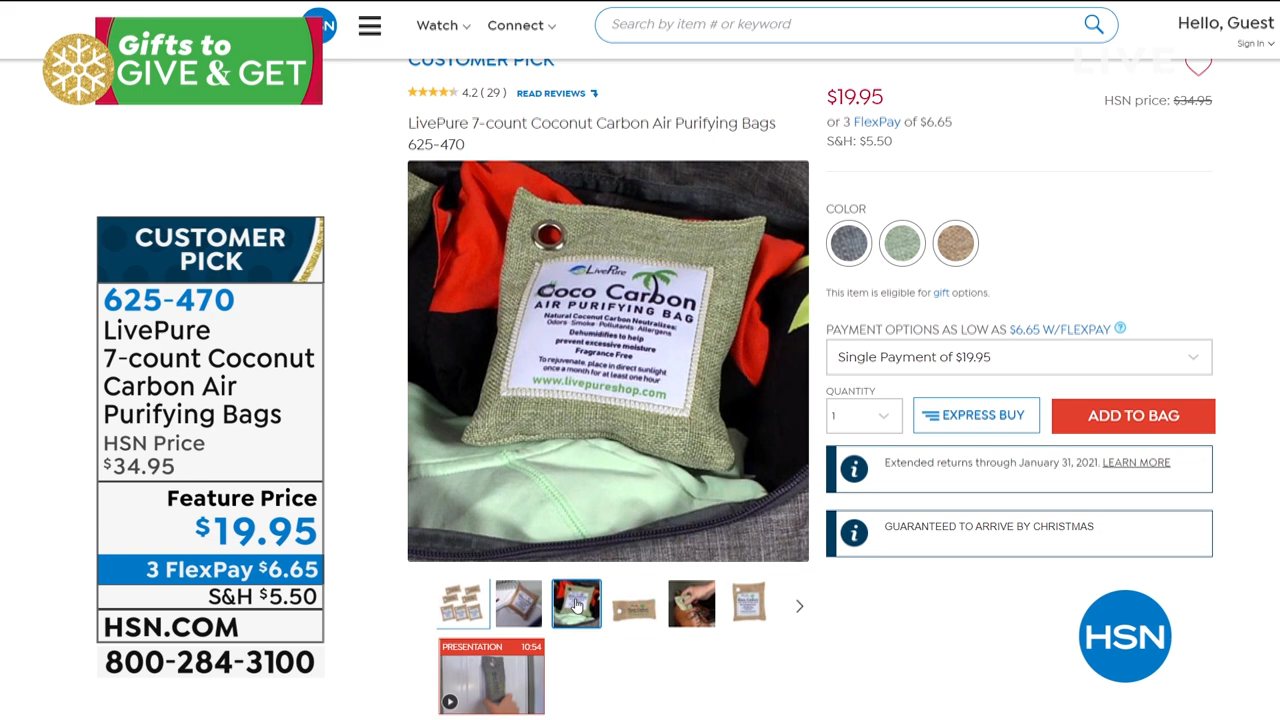 Gifts to
GIVE & GET
Watch
Connect
Search by item # or keyword
Hello, Guest
Sign In
LIVE
CUSTOMER PICK
4.2 ( 29 ) READ REVIEWS
LivePure 7-count Coconut Carbon Air Purifying Bags
625-470
$19.95
HSN price: $34.95
or 3 FlexPay of $6.65
S&H: $5.50
COLOR
This item is eligible for gift options.
PAYMENT OPTIONS AS LOW AS $6.65 W/FLEXPAY ?
Single Payment of $19.95
QUANTITY
1
EXPRESS BUY
ADD TO BAG
Extended returns through January 31, 2021. LEARN MORE
GUARANTEED TO ARRIVE BY CHRISTMAS
LivePure
Coco Carbon
AIR PURIFYING BAG
Natural Coconut Carbon Neutralizes:
Odors · Smoke · Pollutants · Allergens
Dehumidifies to help
prevent excessive moisture
Fragrance Free
To rejuvenate, place in direct sunlight
once a month for at least one hour
www.livepureshop.com
PRESENTATION 10:54
CUSTOMER
PICK
625-470
LivePure
7-count Coconut
Carbon Air
Purifying Bags
HSN Price
$34.95
Feature Price
$19.95
3 FlexPay $6.65
S&H $5.50
HSN.COM
800-284-3100
HSN